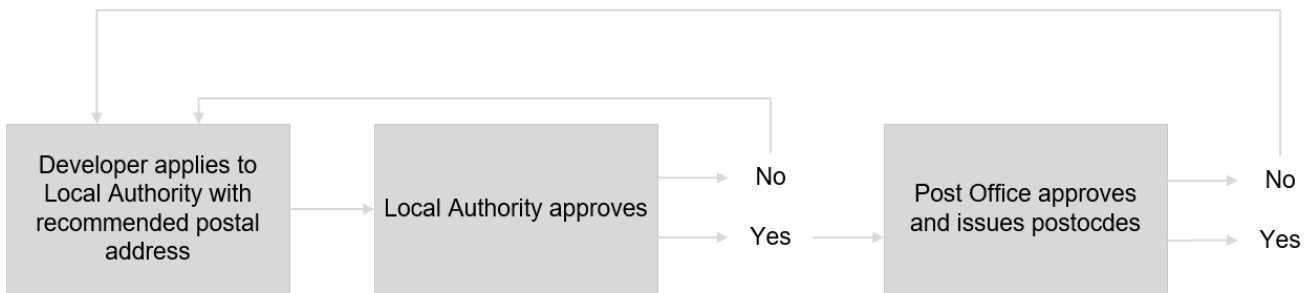 Developer applies to
Local Authority with
recommended postal
address
Local Authority approves
No
Yes
Post Office approves
and issues postocdes
No
Yes